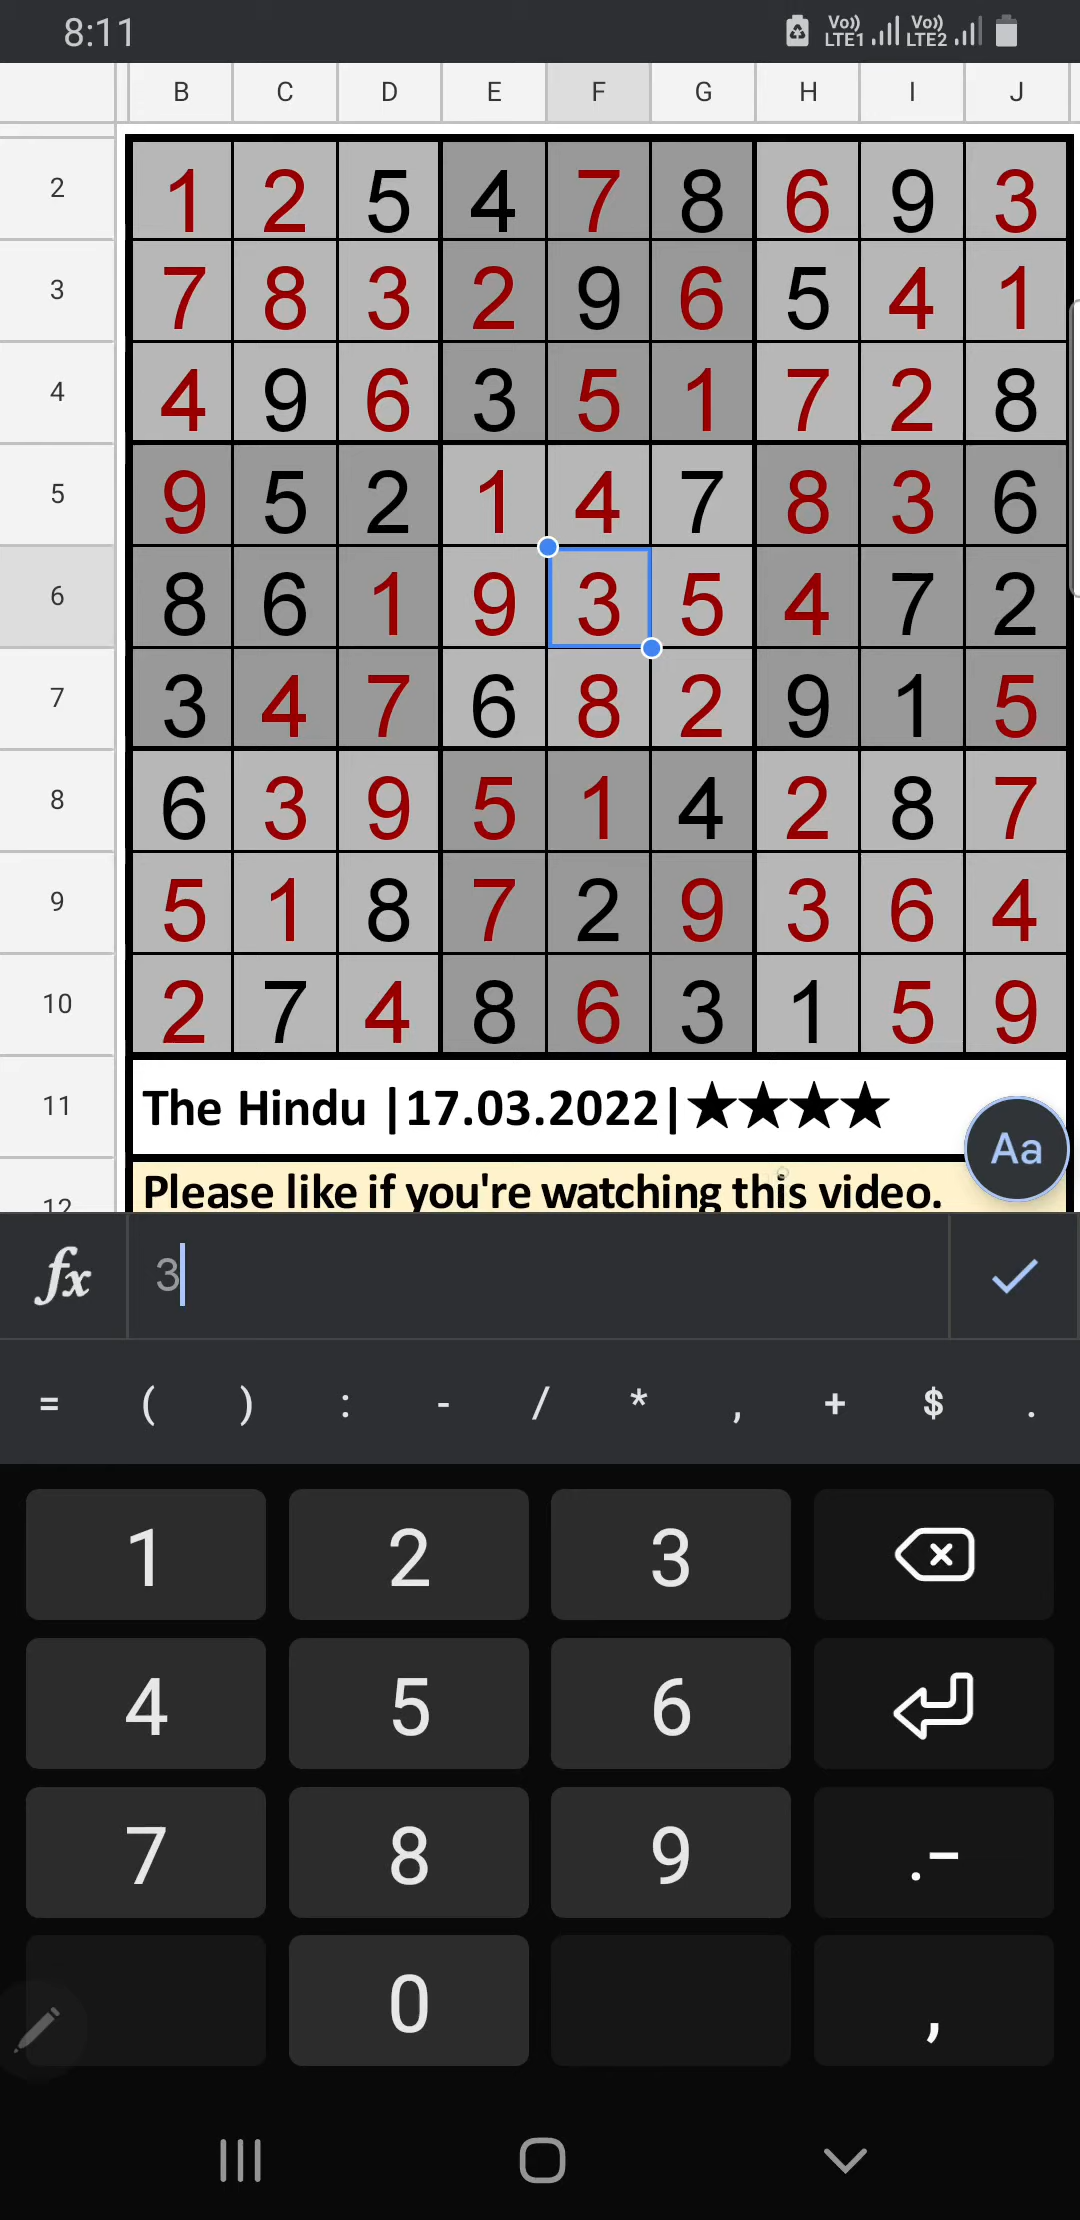 8:11 Vo)) LTE1 Vo)) LTE2
B C D E F G H I J
2 1 2 5 4 7 8 6 9 3
3 7 8 3 2 9 6 5 4 1
4 4 9 6 3 5 1 7 2 8
5 9 5 2 1 4 7 8 3 6
6 8 6 1 9 3 5 4 7 2
7 3 4 7 6 8 2 9 1 5
8 6 3 9 5 1 4 2 8 7
9 5 1 8 7 2 9 3 6 4
10 2 7 4 8 6 3 1 5 9
11 The Hindu |17.03.2022|★★★★
Aa
12 Please like if you're watching this video.
fx 3
= ( ) : - / * , + $ .
1 2 3
4 5 6
7 8 9 .-
0 ,